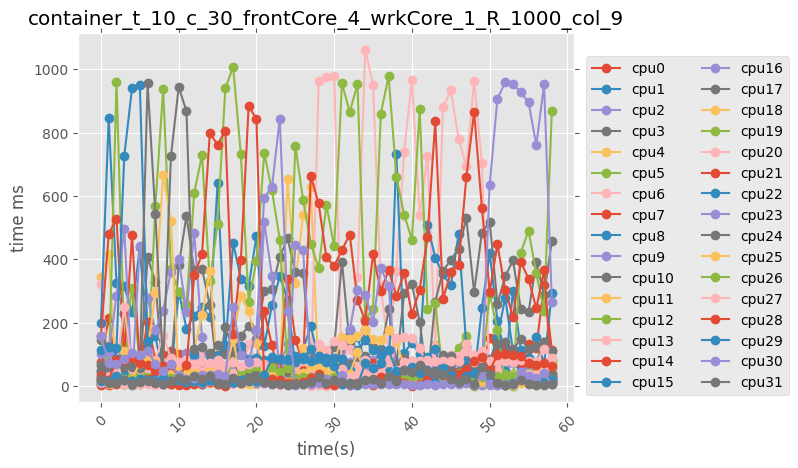 container_t_10_c_30_frontCore_4_wrkCore_1_R_1000_col_9
time ms
1000
800
600
400
200
0
0 10 20 30 40 50 60
time(s)
cpu0 cpu16
cpu1 cpu17
cpu2 cpu18
cpu3 cpu19
cpu4 cpu20
cpu5 cpu21
cpu6 cpu22
cpu7 cpu23
cpu8 cpu24
cpu9 cpu25
cpu10 cpu26
cpu11 cpu27
cpu12 cpu28
cpu13 cpu29
cpu14 cpu30
cpu15 cpu31